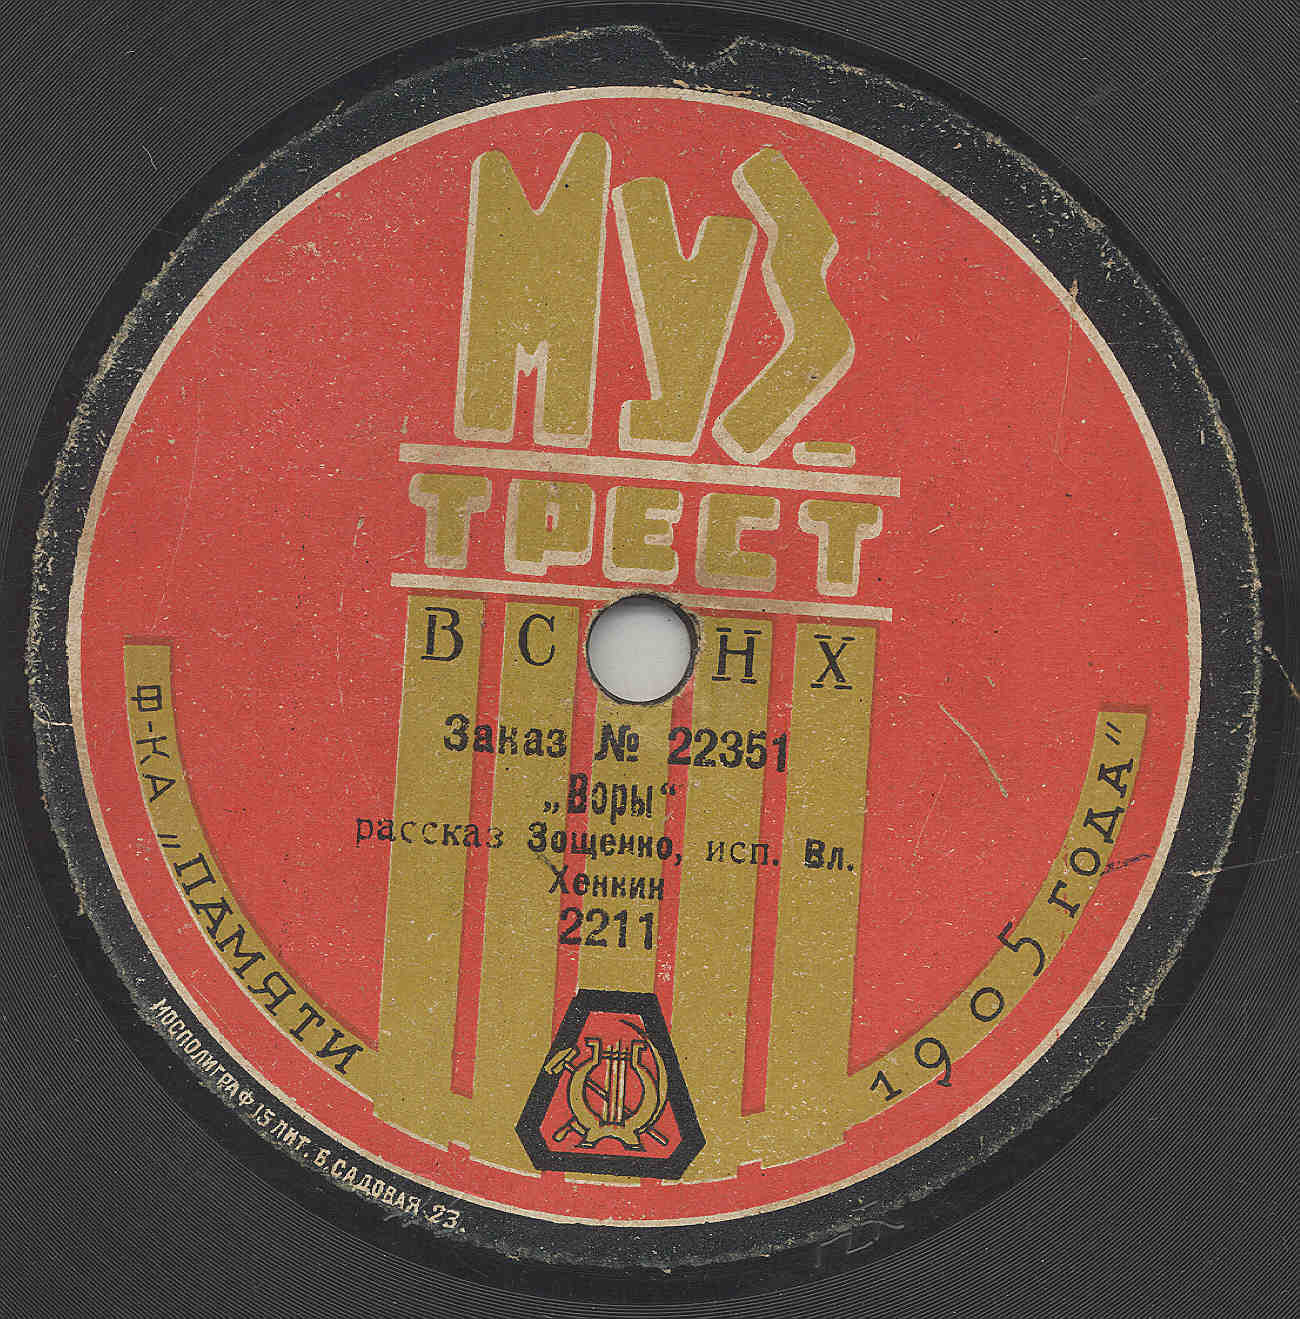 МУЗ-
ТРЕСТ
В С Н Х
Заказ № 22351
„Воры“
рассказ Зощенно, исп. Вл.
Хенкин
2211
Ф-КА „ПАМЯТИ 1905 ГОДА”
МОСПОЛИГРАФ 15 ЛИТ. Б. САДОВАЯ 23.